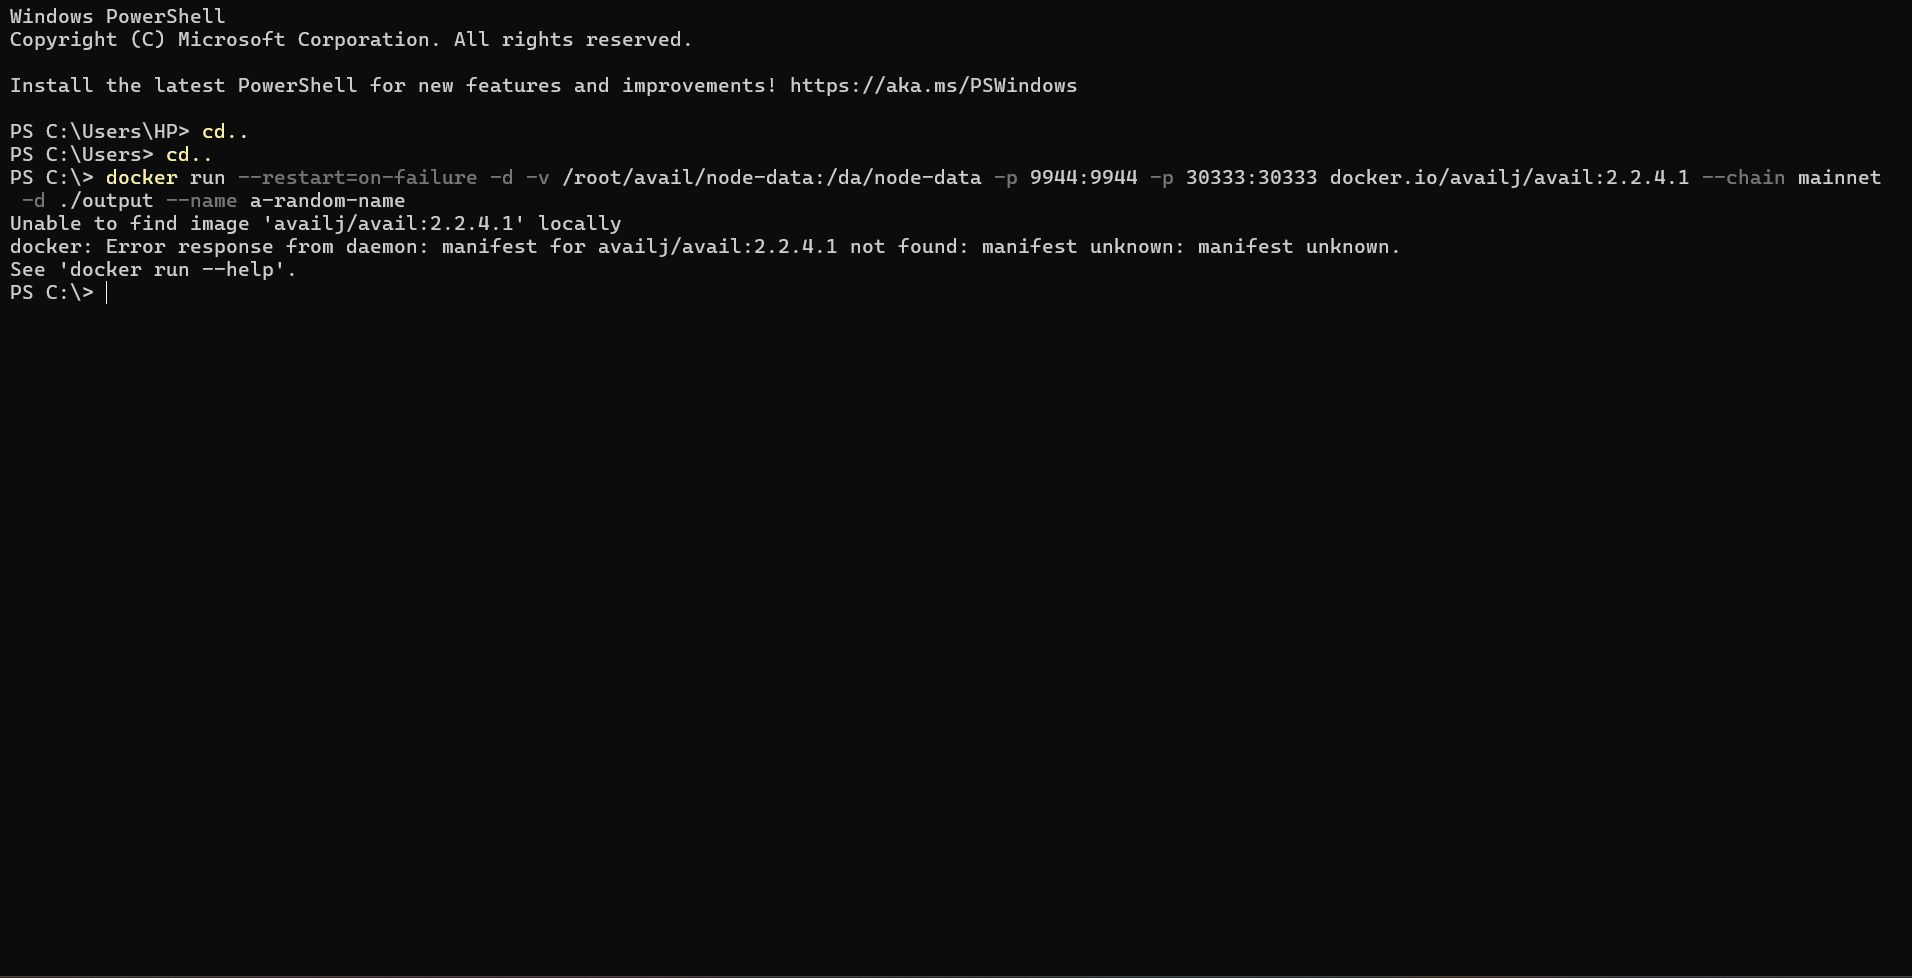 Windows PowerShell
Copyright (C) Microsoft Corporation. All rights reserved.
Install the latest PowerShell for new features and improvements! https://aka.ms/PSWindows
PS C:\Users\HP> cd..
PS C:\Users> cd..
PS C:\> docker run --restart=on-failure -d -v /root/avail/node-data:/da/node-data -p 9944:9944 -p 30333:30333 docker.io/availj/avail:2.2.4.1 --chain mainnet
-d ./output --name a-random-name
Unable to find image 'availj/avail:2.2.4.1' locally
docker: Error response from daemon: manifest for availj/avail:2.2.4.1 not found: manifest unknown: manifest unknown.
See 'docker run --help'.
PS C:\>